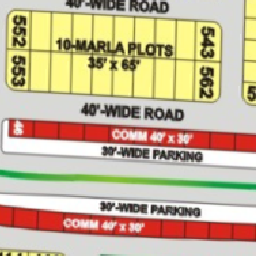 40'-WIDE ROAD
552
543
10-MARLA PLOTS
35' x 65'
553
562
5
40'-WIDE ROAD
COMM 40' x 30'
30'-WIDE PARKING
30'-WIDE PARKING
COMM 40' x 30'